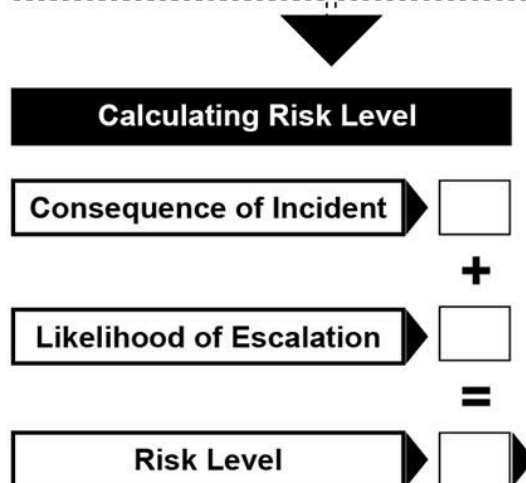 Calculating Risk Level
Consequence of Incident
+
Likelihood of Escalation
=
Risk Level